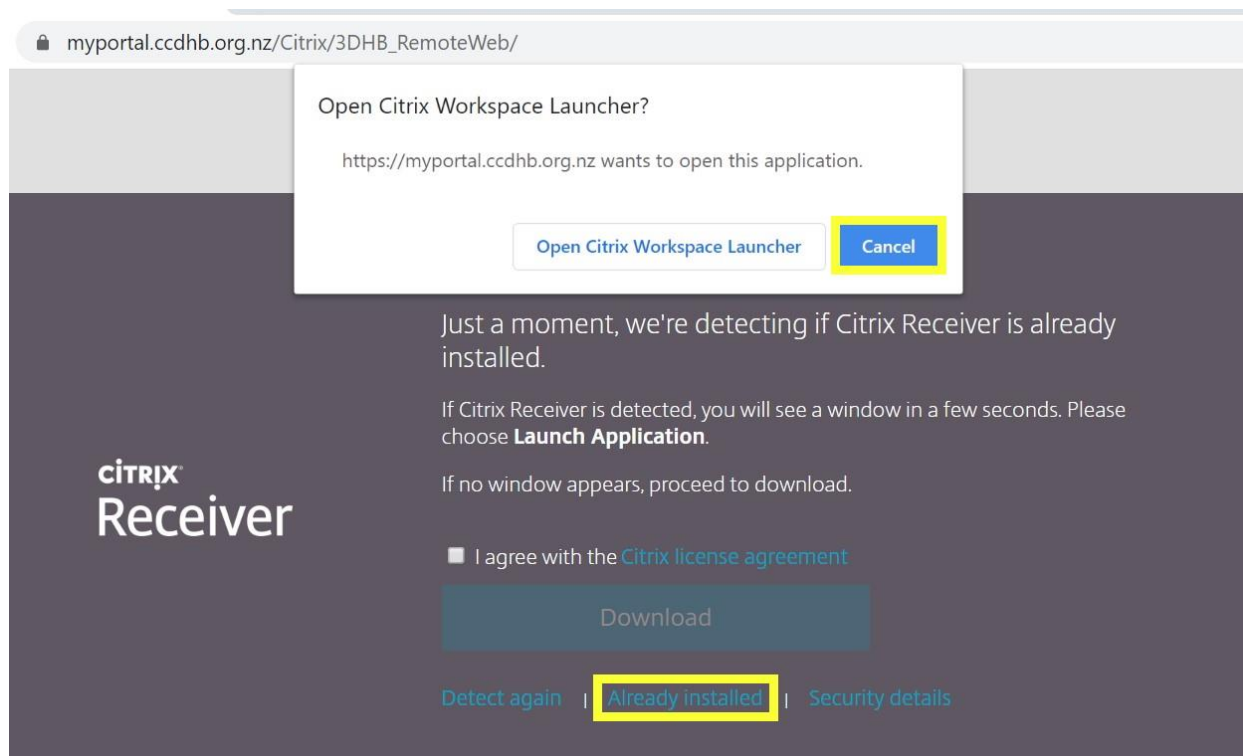 myportal.ccdhb.org.nz/Citrix/3DHB_RemoteWeb/
Open Citrix Workspace Launcher?
https://myportal.ccdhb.org.nz wants to open this application.
Open Citrix Workspace Launcher Cancel
Just a moment, we're detecting if Citrix Receiver is already
installed.
If Citrix Receiver is detected, you will see a window in a few seconds. Please
choose Launch Application.
If no window appears, proceed to download.
CİTRIX
Receiver
I agree with the Citrix license agreement
Download
Detect again | Already installed | Security details